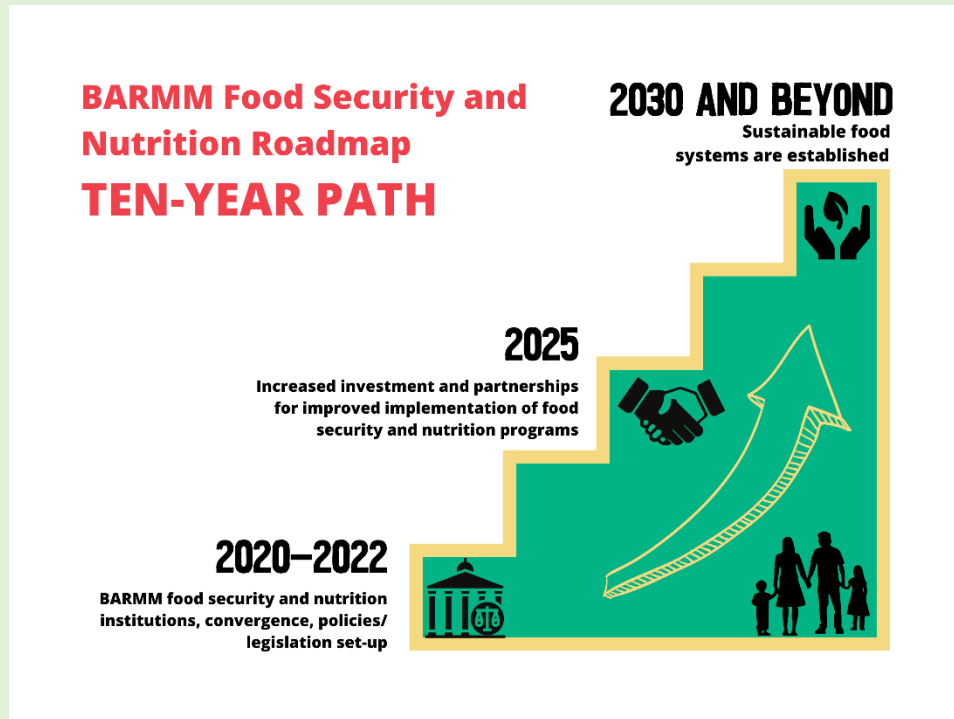 BARMM Food Security and
Nutrition Roadmap
TEN-YEAR PATH
2030 AND BEYOND
Sustainable food
systems are established
2025
Increased investment and partnerships
for improved implementation of food
security and nutrition programs
2020–2022
BARMM food security and nutrition
institutions, convergence, policies/
legislation set-up